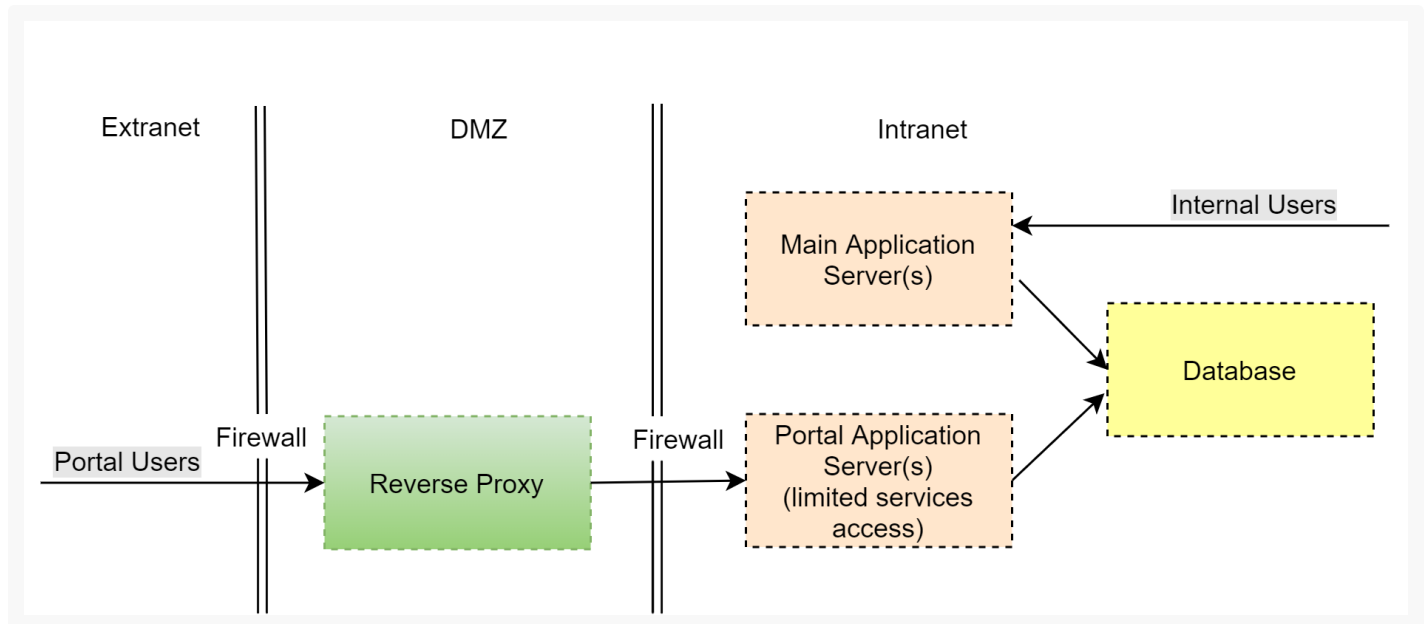 Extranet
DMZ
Intranet
Internal Users
Main Application
Server(s)
Database
Portal Users
Firewall
Reverse Proxy
Firewall
Portal Application
Server(s)
(limited services
access)